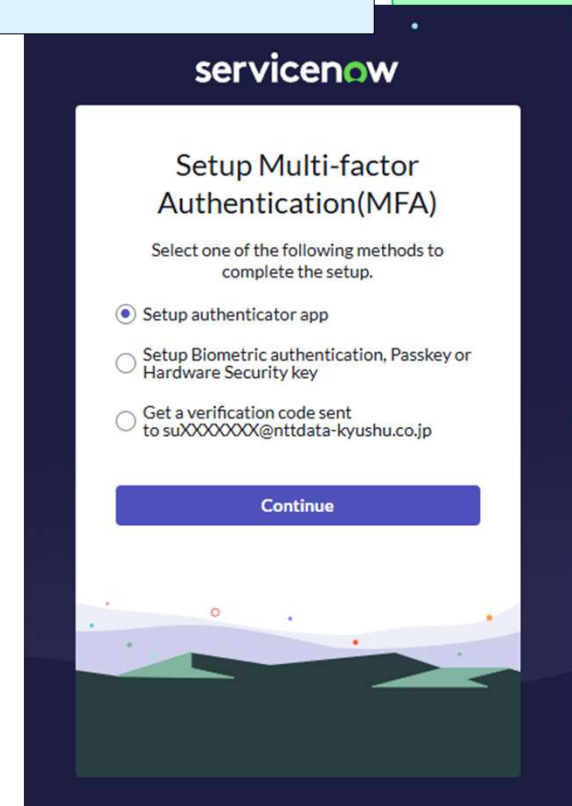 servicenow
Setup Multi-factor
Authentication(MFA)
Select one of the following methods to
complete the setup.
Setup authenticator app
Setup Biometric authentication, Passkey or
Hardware Security key
Get a verification code sent
to suXXXXXXX@nttdata-kyushu.co.jp
Continue